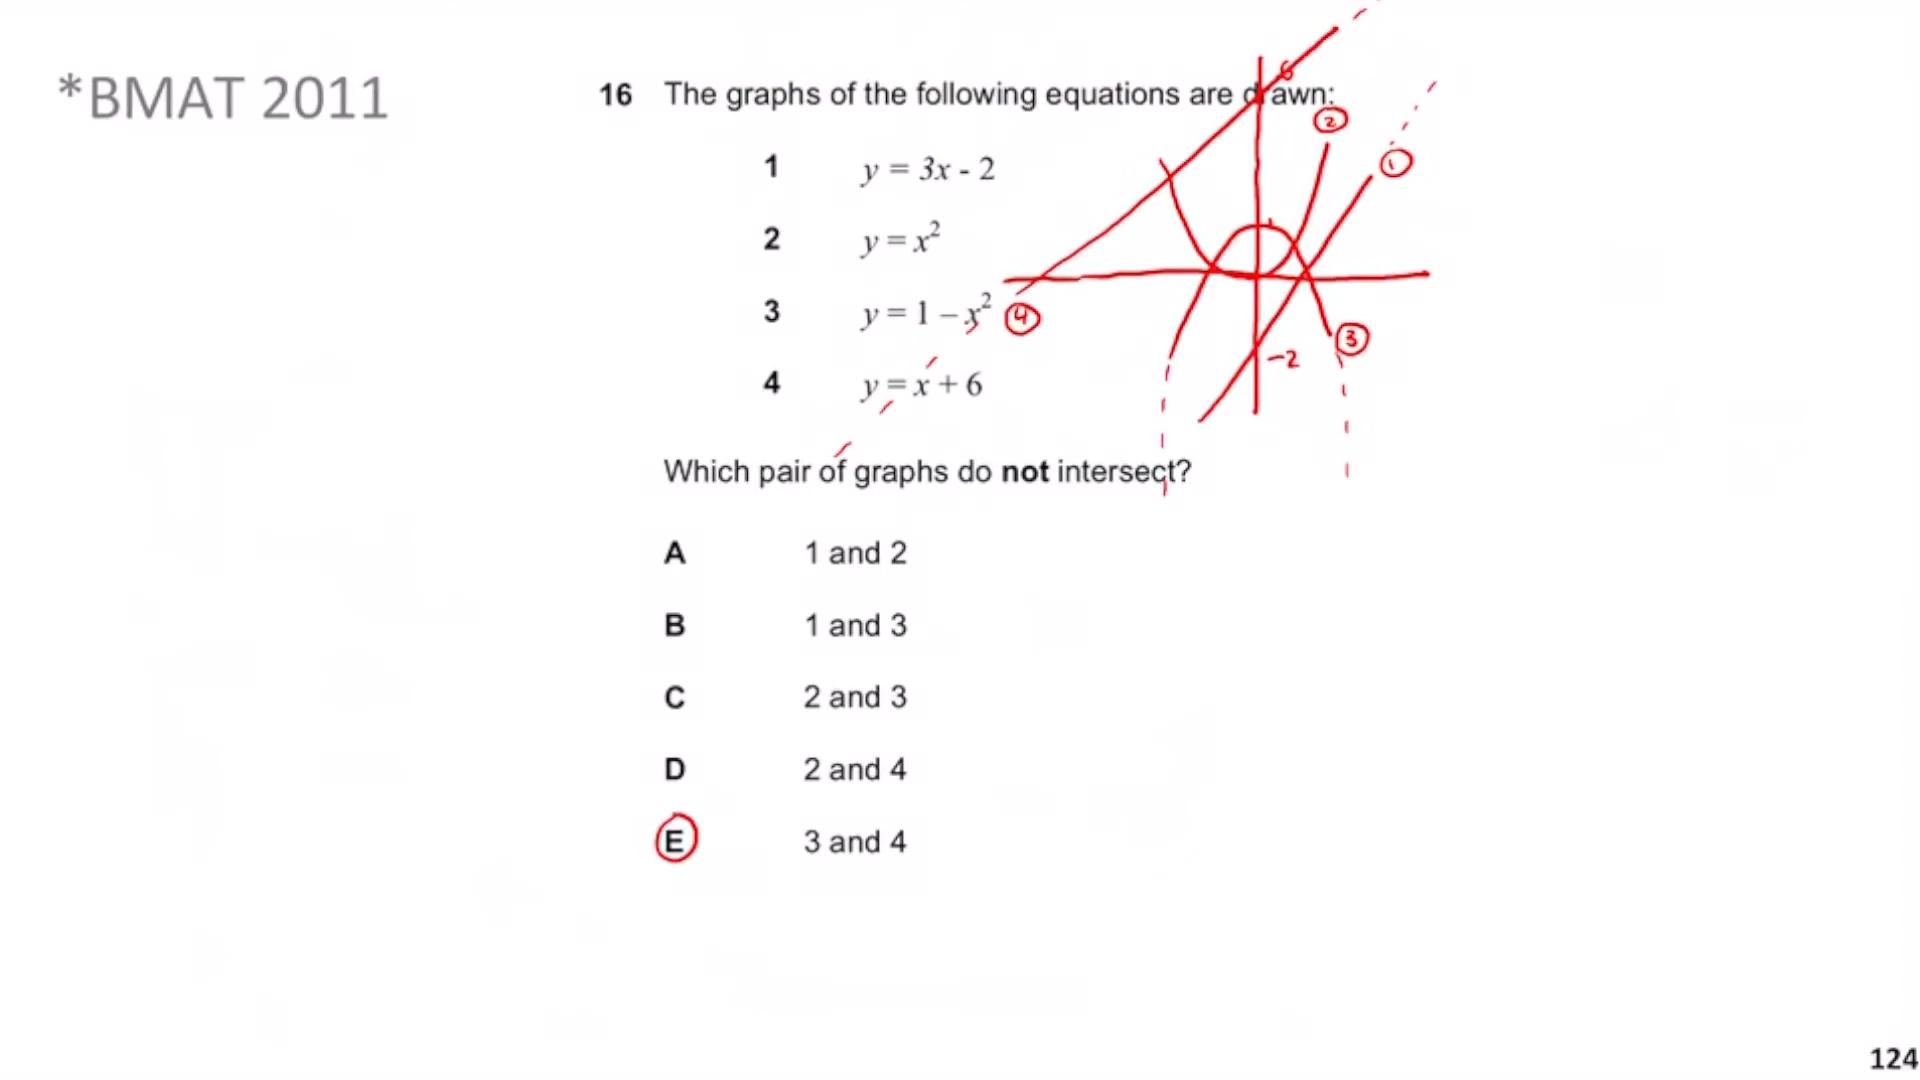 *BMAT 2011
16 The graphs of the following equations are drawn:
1 y = 3x - 2
2 y = x²
3 y = 1 – x²
4 y = x + 6
6
2
1
1
4
3
-2
Which pair of graphs do not intersect?
A 1 and 2
B 1 and 3
C 2 and 3
D 2 and 4
E 3 and 4
124